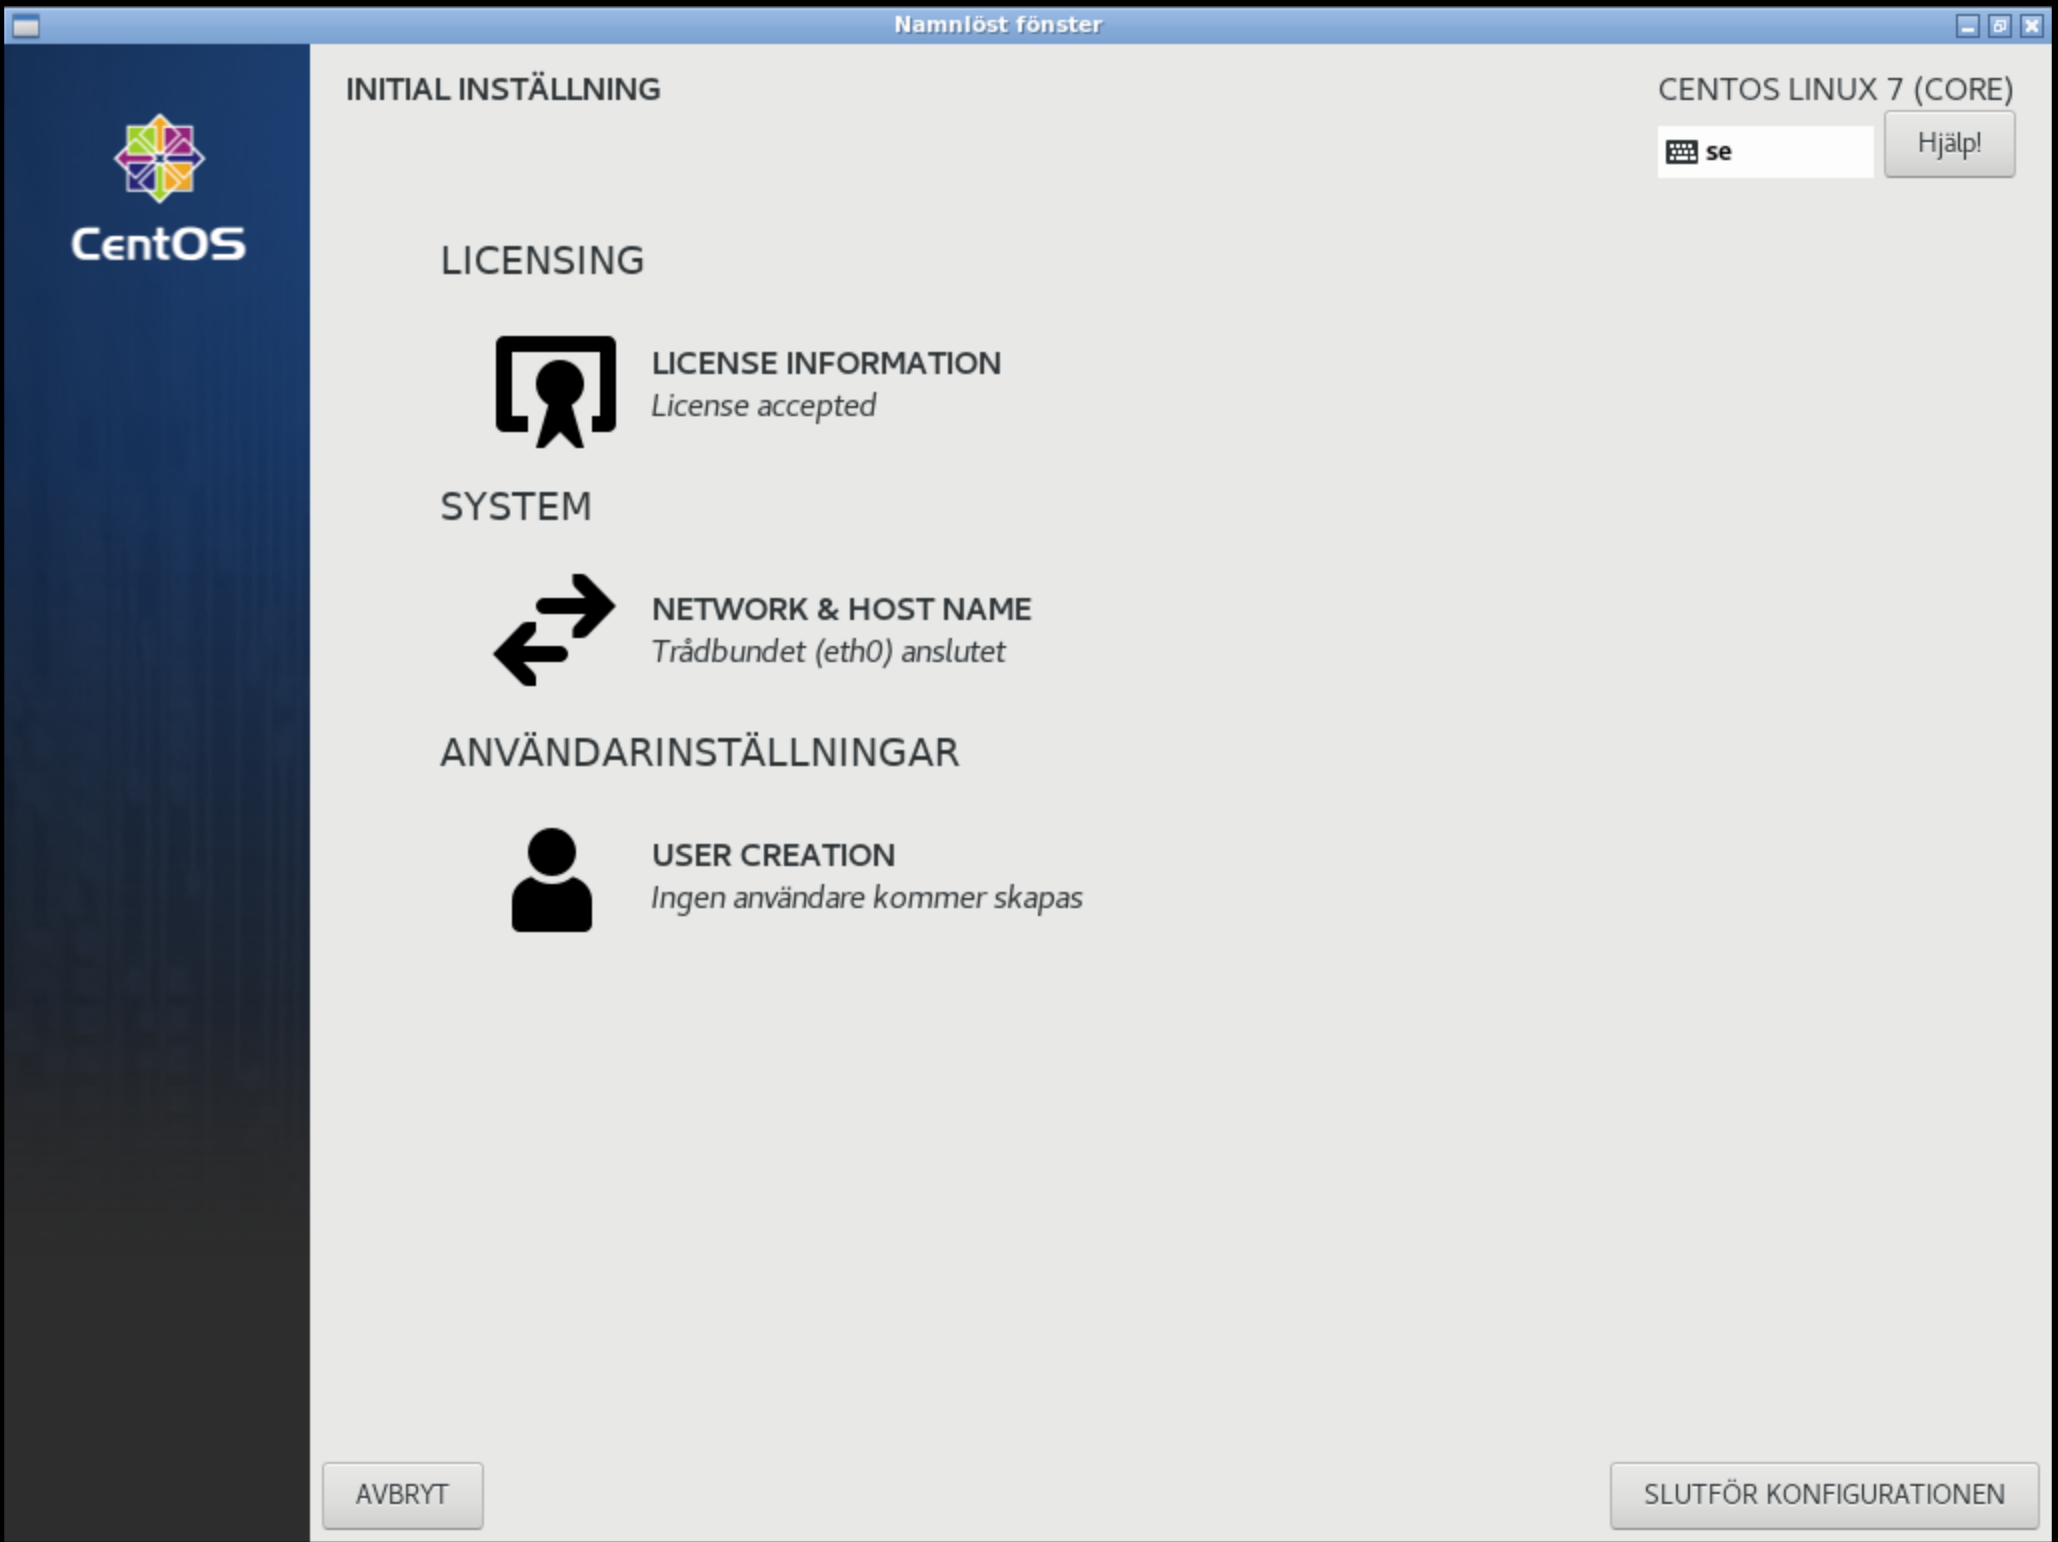 Namnlöst fönster
INITIAL INSTÄLLNING
CENTOS LINUX 7 (CORE)
se
Hjälp!
CentOS
LICENSING
LICENSE INFORMATION
License accepted
SYSTEM
NETWORK & HOST NAME
Trådbundet (eth0) anslutet
ANVÄNDARINSTÄLLNINGAR
USER CREATION
Ingen användare kommer skapas
AVBRYT
SLUTFÖR KONFIGURATIONEN